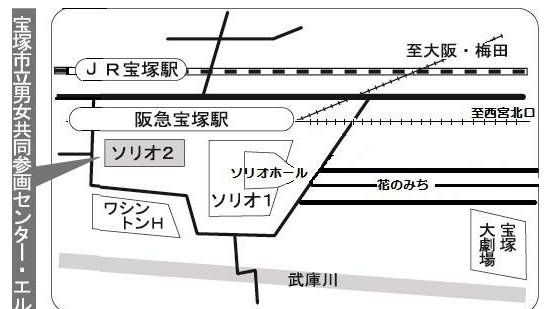 宝塚市立男女共同参画センター・エル
JR宝塚駅
至大阪・梅田
阪急宝塚駅
至西宮北口
ソリオ2
ソリオホール
ソリオ1
花のみち
ワシン
トンH
宝塚
大劇場
武庫川